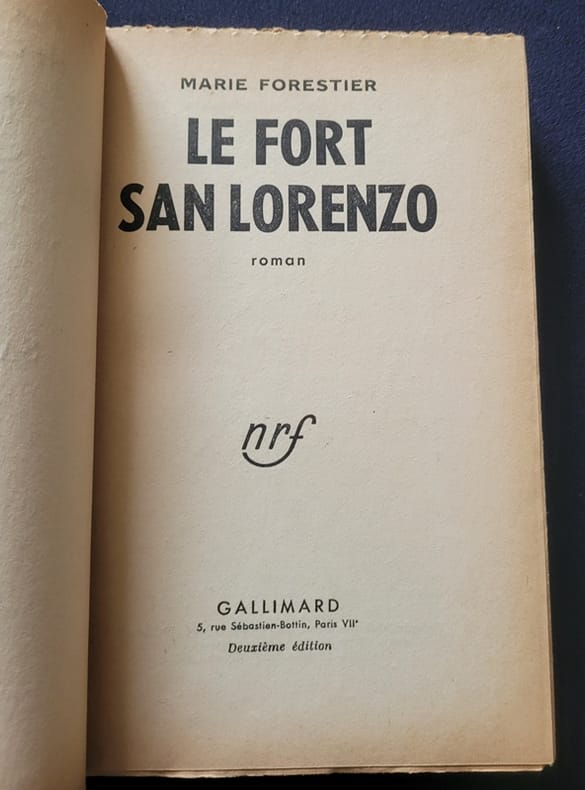 MARIE FORESTIER
LE FORT
SAN LORENZO
roman
nrf
GALLIMARD
5, rue Sébastien-Bottin, Paris VIIᵉ
Deuxième édition